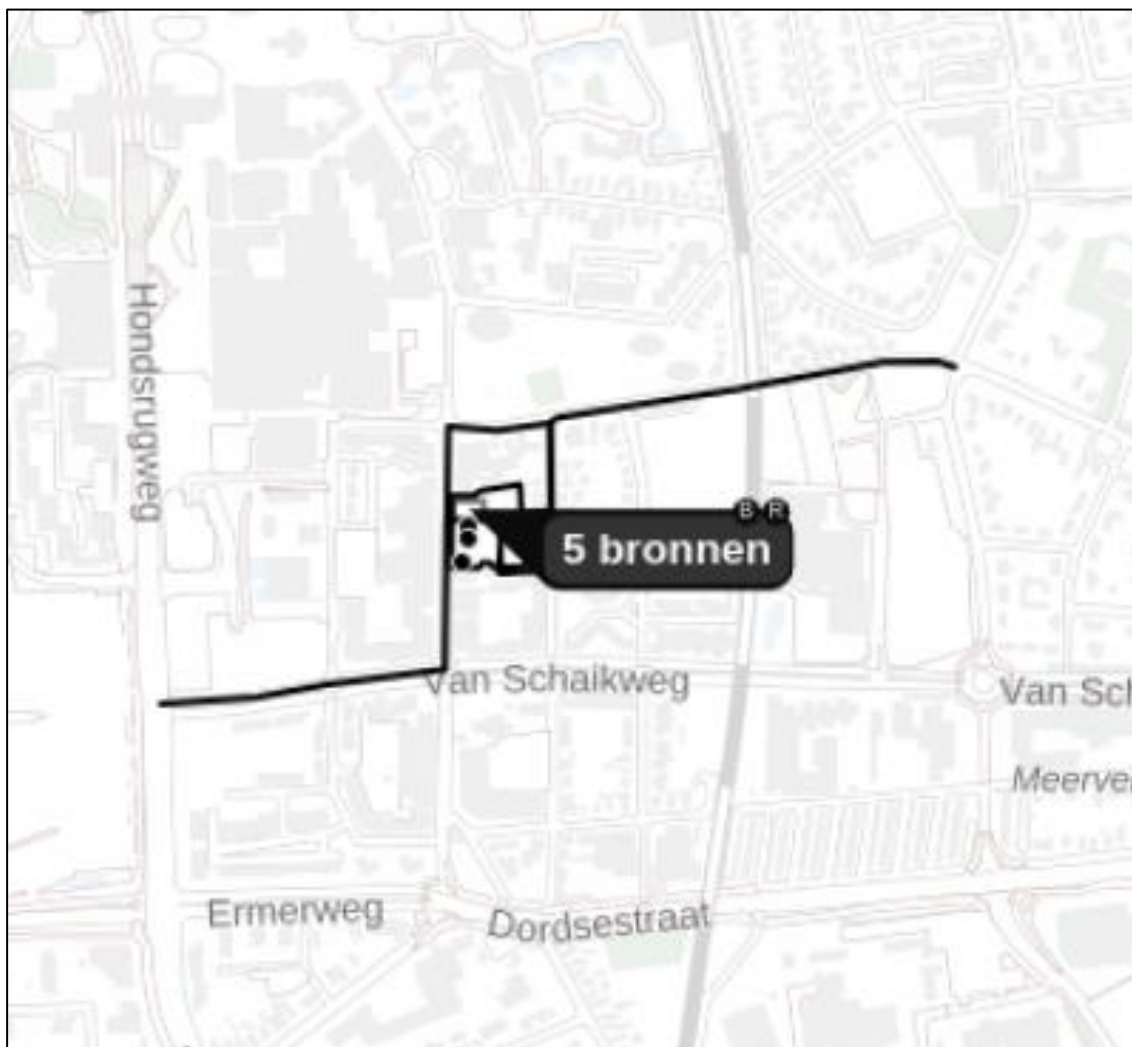 Hondsrugweg
B R
5 bronnen
Van Schaikweg
Van Sch
Meerve
Ermerweg
Dordsestraat